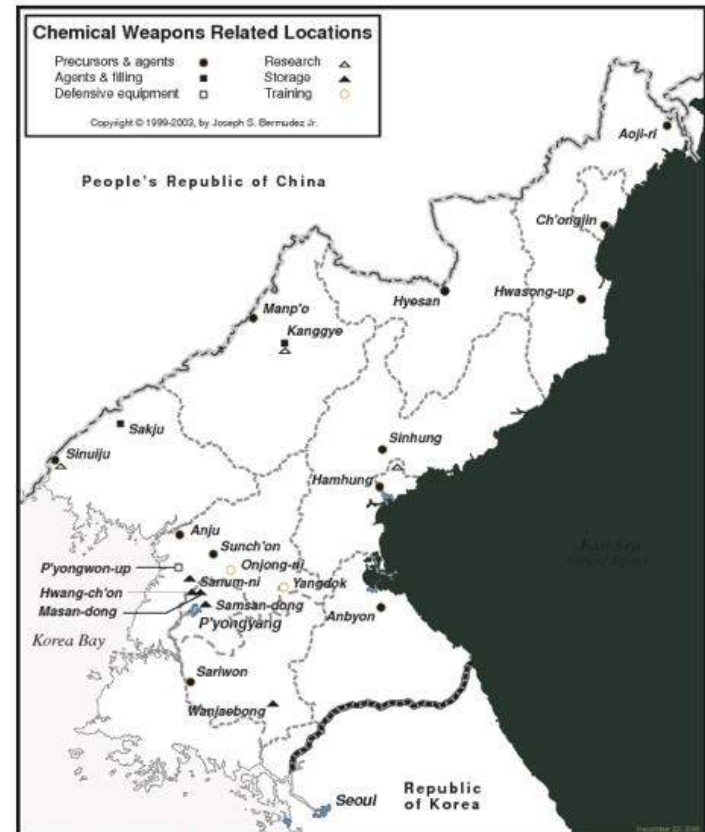 Chemical Weapons Related Locations
Precursors & agents
Research
Agents & filling
Storage
Defensive equipment
Training
Copyright © 1999-2003, by Joseph S. Bermudez Jr.
Aoji-ri
People's Republic of China
Ch'ongjin
Hyesan
Hwasong-up
Manp'o
Kanggye
Sakju
Sinhung
Sinuiju
Hamhung
Anju
Sunch'on
East Sea
P'yongwon-up
Onjong-ni
Sanum-ni
Yangdok
Hwang-ch'on
Masan-dong
Samsan-dong
P'yongyang
Anbyon
Korea Bay
Sariwon
Wanjaebong
Republic
of Korea
Seoul